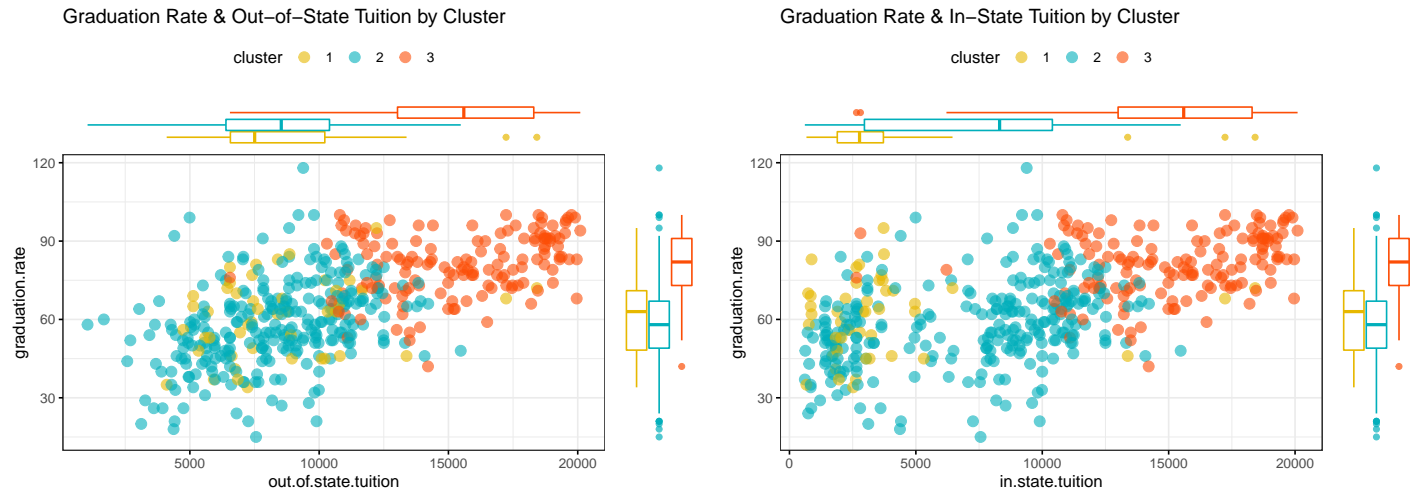 Graduation Rate & Out−of−State Tuition by Cluster
cluster 1 2 3
120
90
60
30
graduation.rate
5000 10000 15000 20000
out.of.state.tuition
Graduation Rate & In−State Tuition by Cluster
cluster 1 2 3
120
90
60
30
graduation.rate
0 5000 10000 15000 20000
in.state.tuition